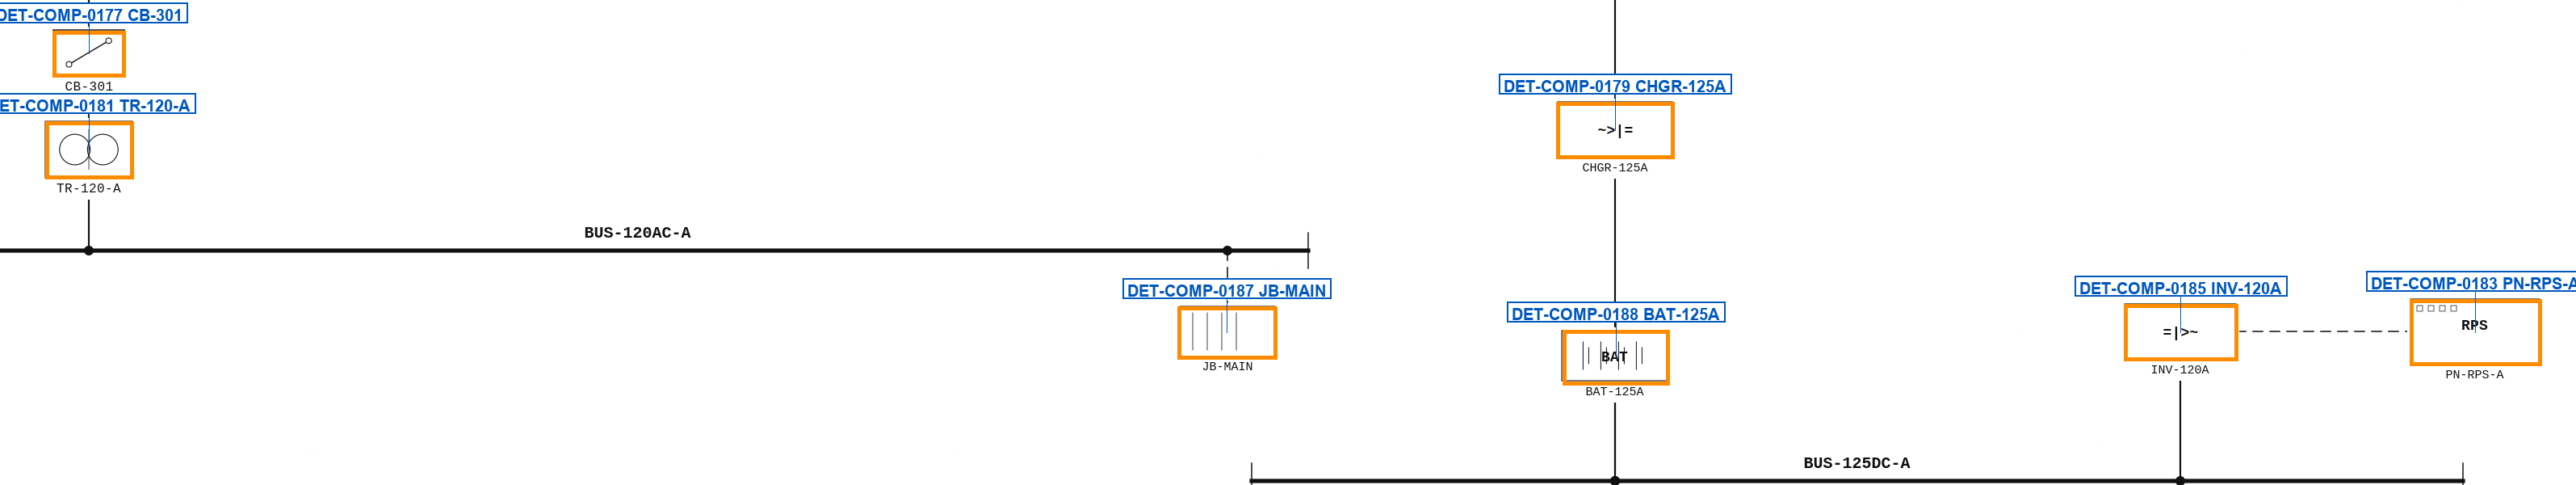 DET-COMP-0177 CB-301
CB-301
DET-COMP-0181 TR-120-A
TR-120-A
BUS-120AC-A
DET-COMP-0187 JB-MAIN
JB-MAIN
DET-COMP-0179 CHGR-125A
~>|=
CHGR-125A
DET-COMP-0188 BAT-125A
BAT
BAT-125A
DET-COMP-0185 INV-120A
=|>~
INV-120A
DET-COMP-0183 PN-RPS-A
RPS
PN-RPS-A
BUS-125DC-A